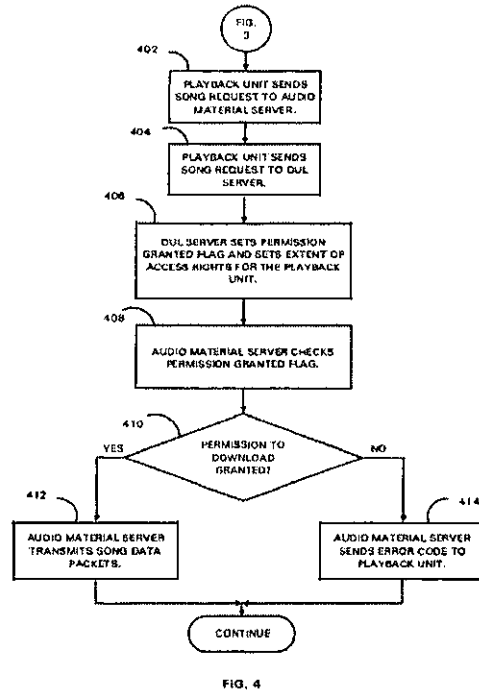 FIG.
3
402
PLAYBACK UNIT SENDS
SONG REQUEST TO AUDIO
MATERIAL SERVER.
404
PLAYBACK UNIT SENDS
SONG REQUEST TO DUL
SERVER.
406
DUL SERVER SETS PERMISSION
GRANTED FLAG AND SETS EXTENT OF
ACCESS RIGHTS FOR THE PLAYBACK
UNIT.
408
AUDIO MATERIAL SERVER CHECKS
PERMISSION GRANTED FLAG.
410
YES
PERMISSION TO
DOWNLOAD
GRANTED?
NO
412
AUDIO MATERIAL SERVER
TRANSMITS SONG DATA
PACKETS.
414
AUDIO MATERIAL SERVER
SENDS ERROR CODE TO
PLAYBACK UNIT.
CONTINUE
FIG. 4